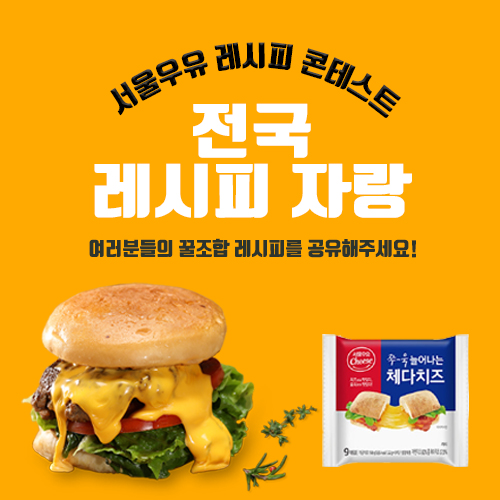 서울우유 레시피 콘테스트
전국
레시피 자랑
여러분들의 꿀조합 레시피를 공유해주세요!
서울우유
Cheese
쭉-쭉 늘어나는
체다치즈